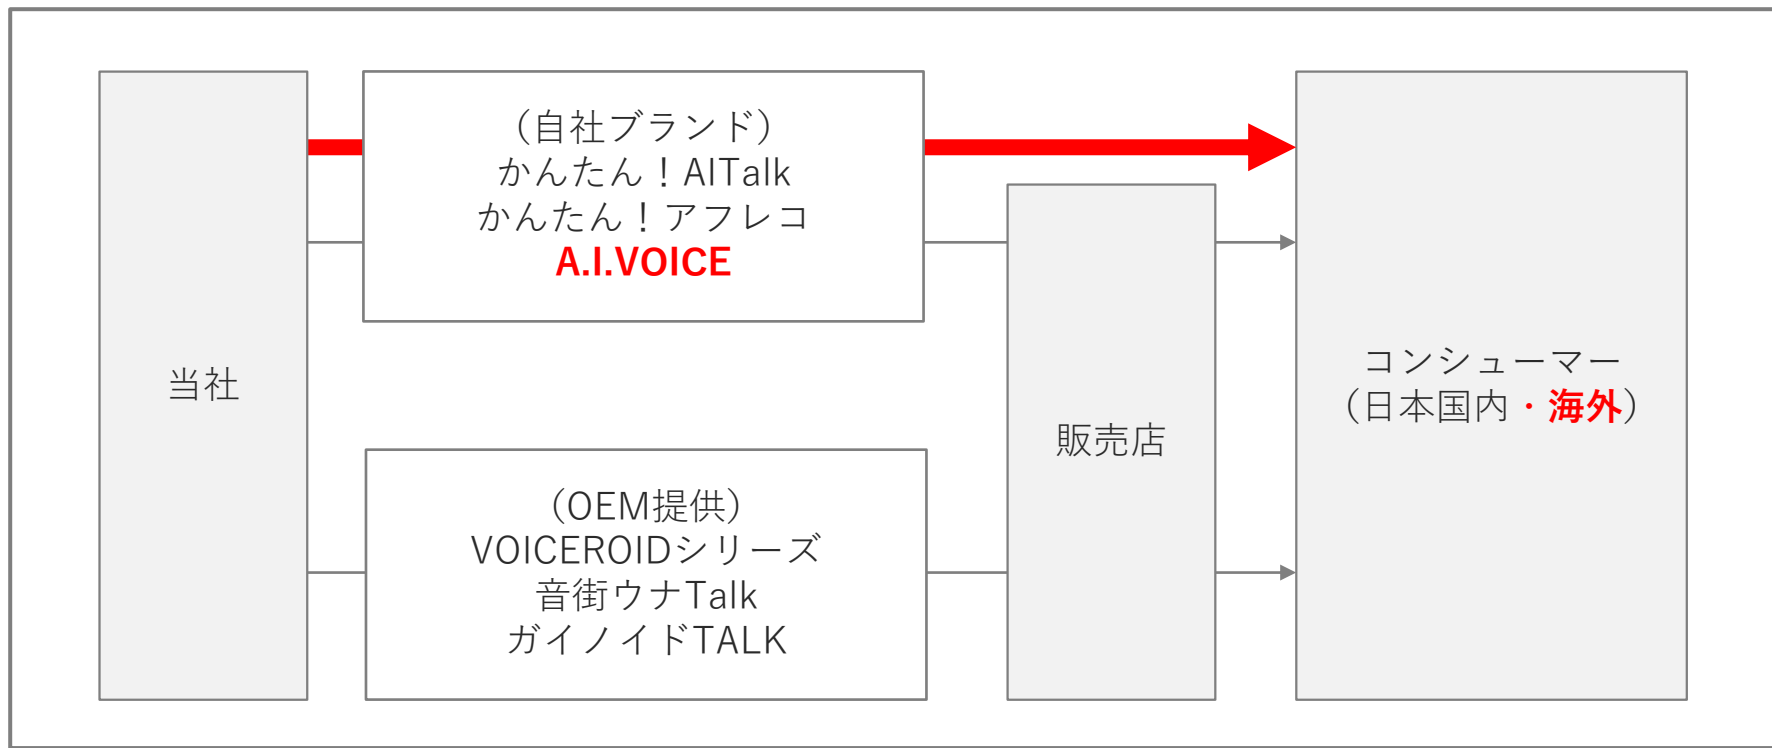 当社
（自社ブランド）
かんたん！AITalk
かんたん！アフレコ
A.I.VOICE
（OEM提供）
VOICEROIDシリーズ
音街ウナTalk
ガイノイドTALK
販売店
コンシューマー
（日本国内・海外）